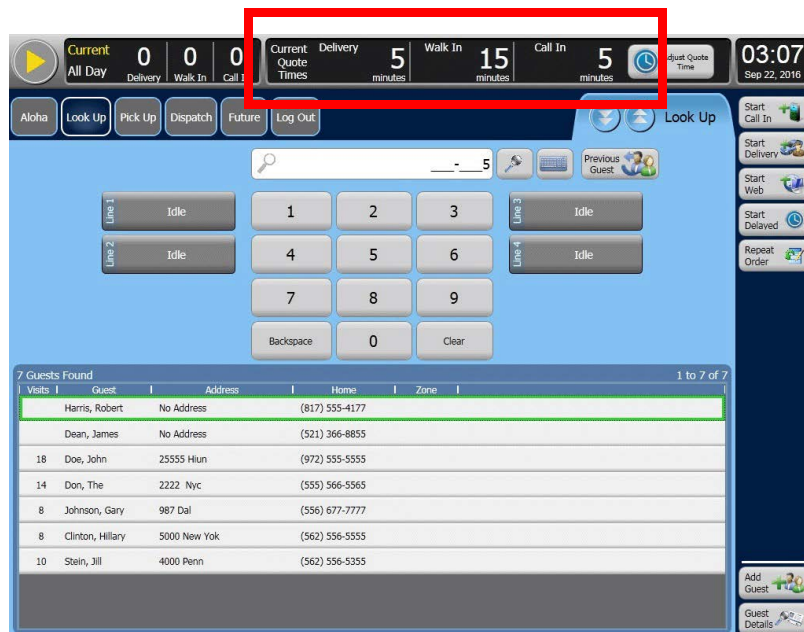 Current
All Day
0 Delivery
0 Walk In
0 Call I
Current Quote Times
Delivery 5 minutes
Walk In 15 minutes
Call In 5 minutes
djust Quote Time
03:07
Sep 22, 2016
Aloha Look Up Pick Up Dispatch Future Log Out
Look Up
___-___5
Previous Guest
Line 1 Idle
Line 2 Idle
1 2 3
4 5 6
7 8 9
Backspace 0 Clear
Line 3 Idle
Line 4 Idle
Start Call In
Start Delivery
Start Web
Start Delayed
Repeat Order
7 Guests Found 1 to 7 of 7
Visits Guest Address Home Zone
Harris, Robert No Address (817) 555-4177
Dean, James No Address (521) 366-8855
18 Doe, John 25555 Hiun (972) 555-5555
14 Don, The 2222 Nyc (555) 566-5565
8 Johnson, Gary 987 Dal (556) 677-7777
8 Clinton, Hillary 5000 New Yok (562) 556-5555
10 Stein, Jill 4000 Penn (562) 556-5355
Add Guest
Guest Details